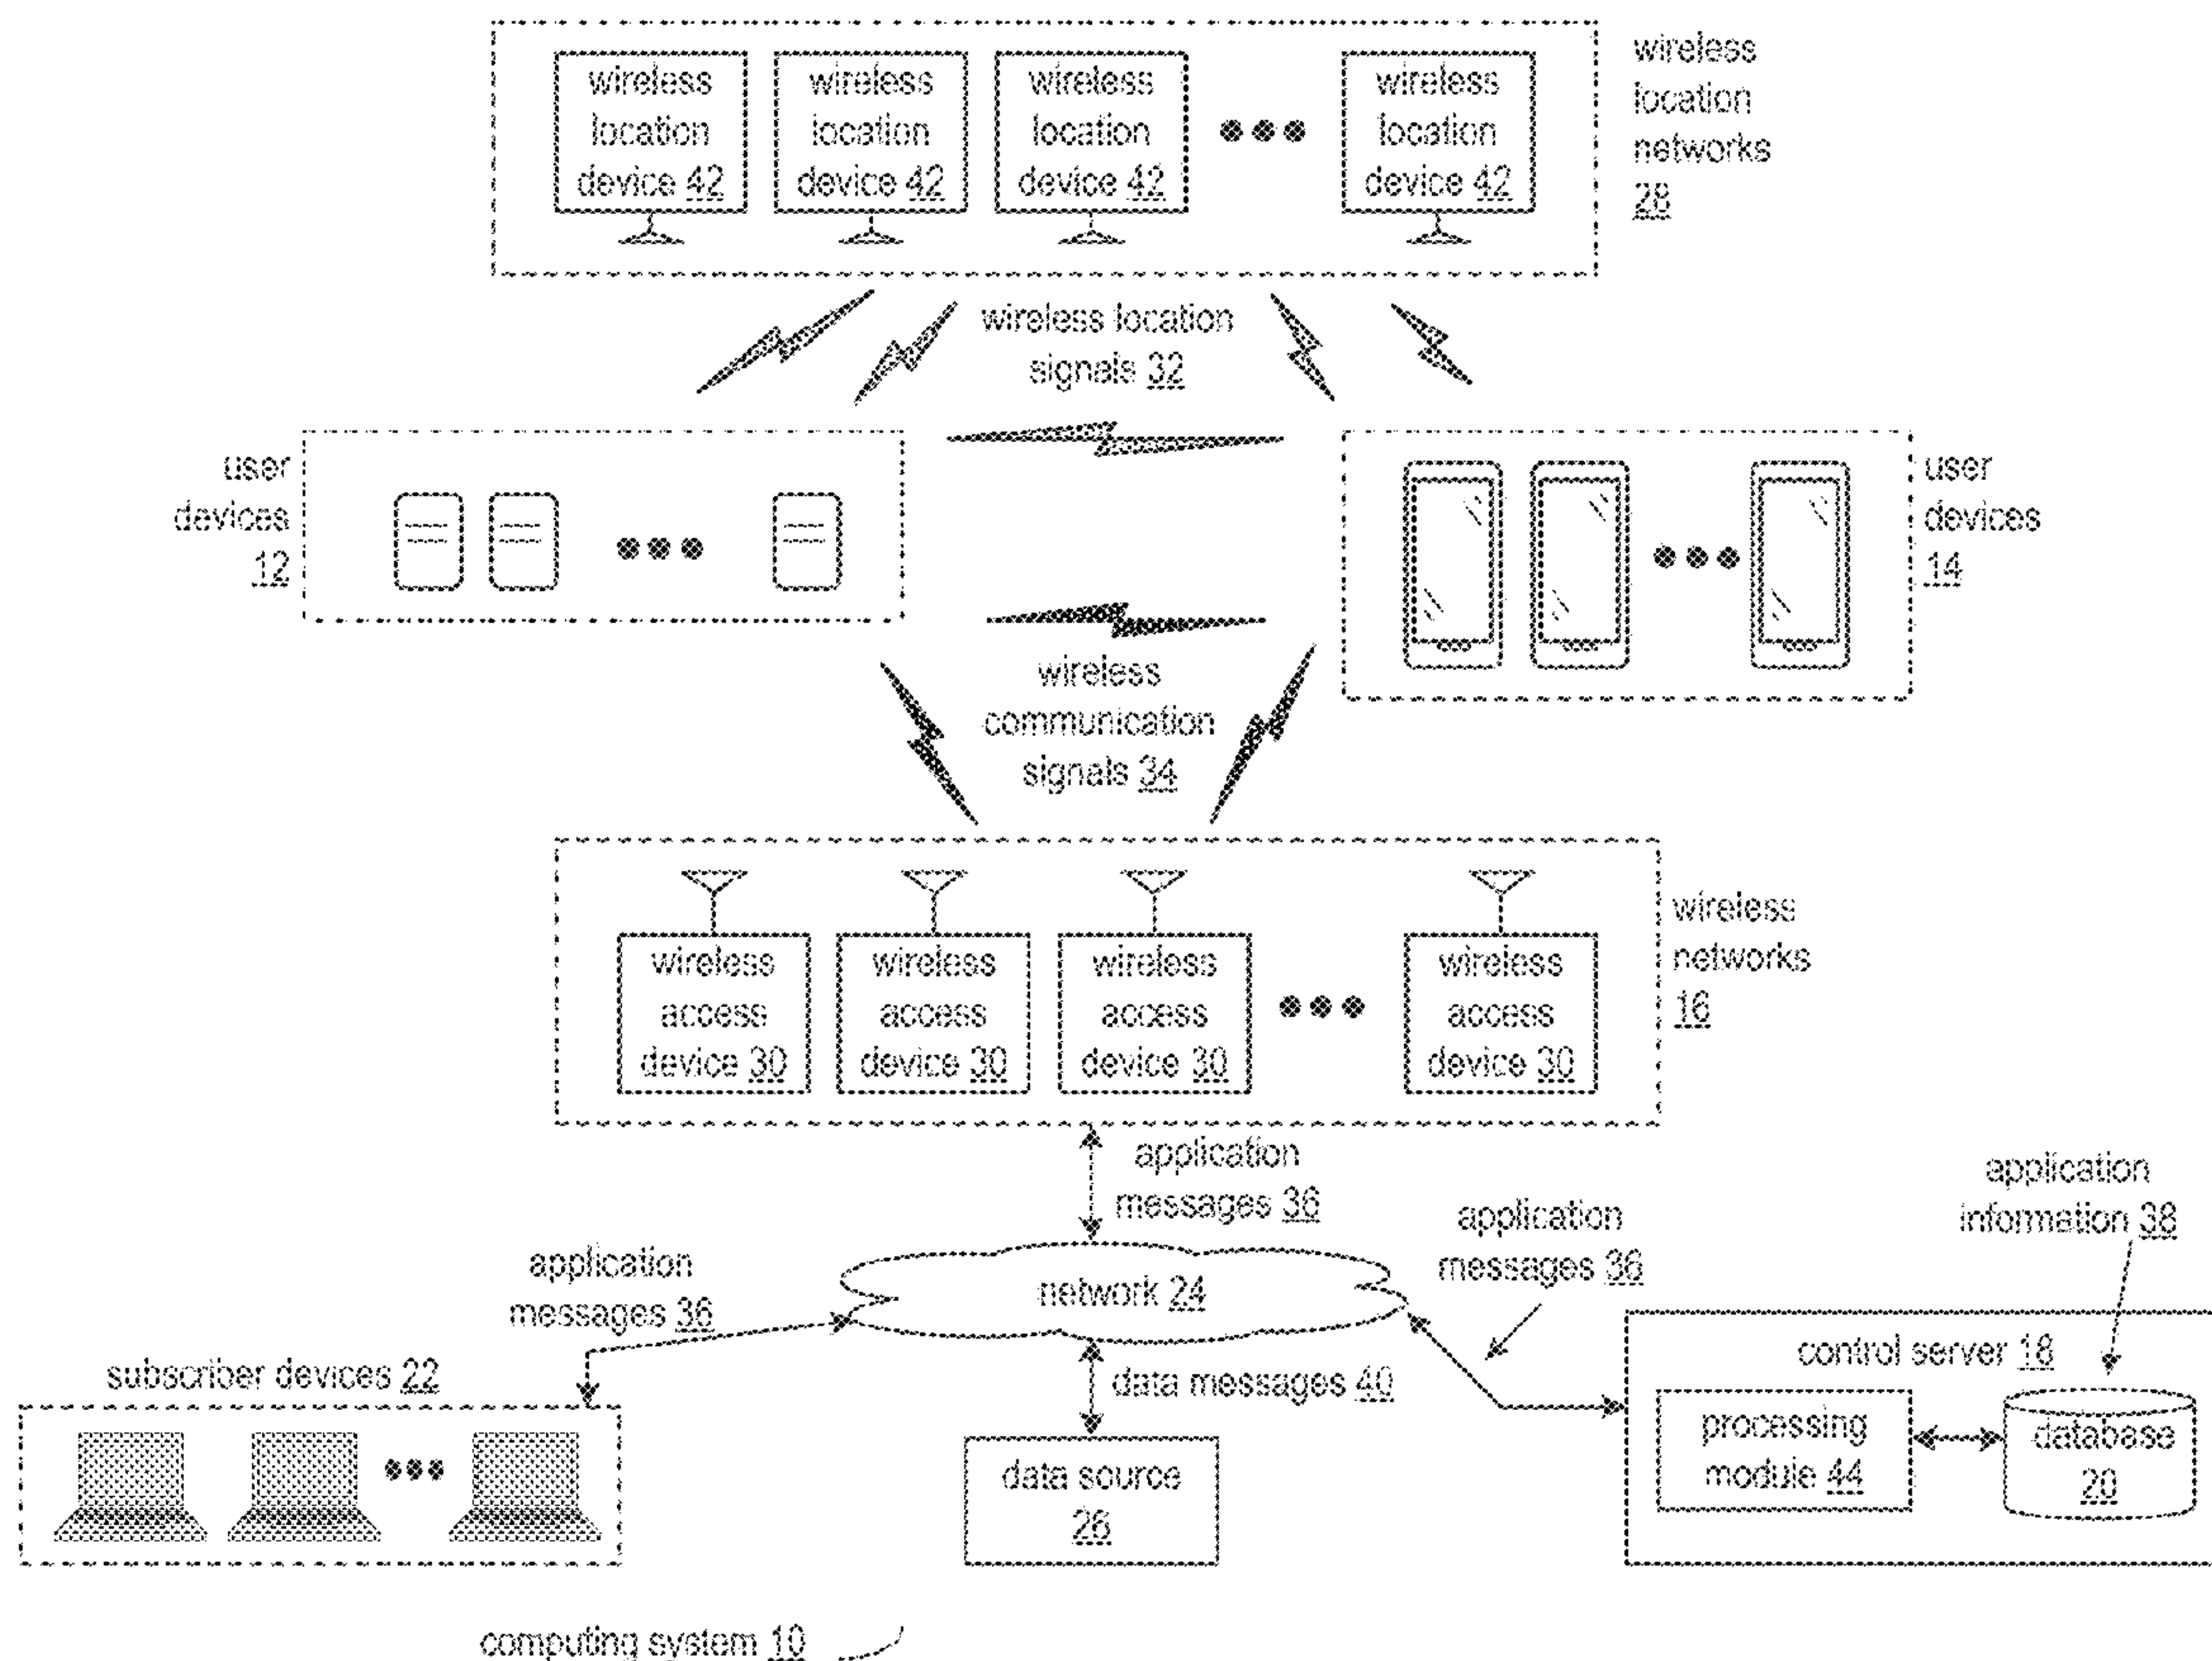 wireless
location
device 42
wireless
location
device 42
wireless
location
device 42
wireless
location
device 42
wireless
location
networks
28
wireless location
signals 32
user
devices
12
user
devices
14
wireless
communication
signals 34
wireless
access
device 30
wireless
access
device 30
wireless
access
device 30
wireless
access
device 30
wireless
networks
16
application
messages 36
application
messages 36
application
information 38
application
messages 36
network 24
subscriber devices 22
data messages 40
control server 18
processing
module 44
database
20
data source
26
computing system 10